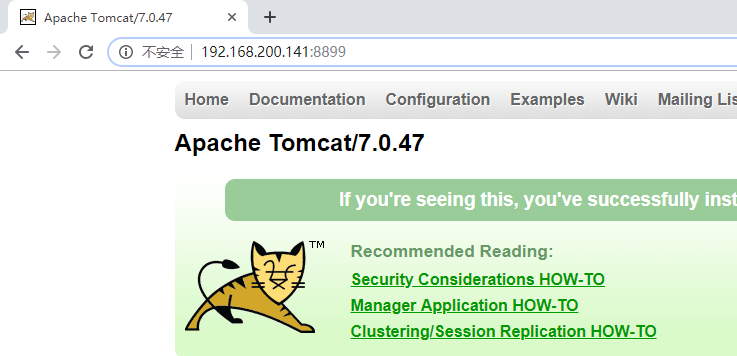 Apache Tomcat/7.0.47
不安全 192.168.200.141:8899
Home Documentation Configuration Examples Wiki Mailing Lis
Apache Tomcat/7.0.47
If you're seeing this, you've successfully inst
TM
Recommended Reading:
Security Considerations HOW-TO
Manager Application HOW-TO
Clustering/Session Replication HOW-TO